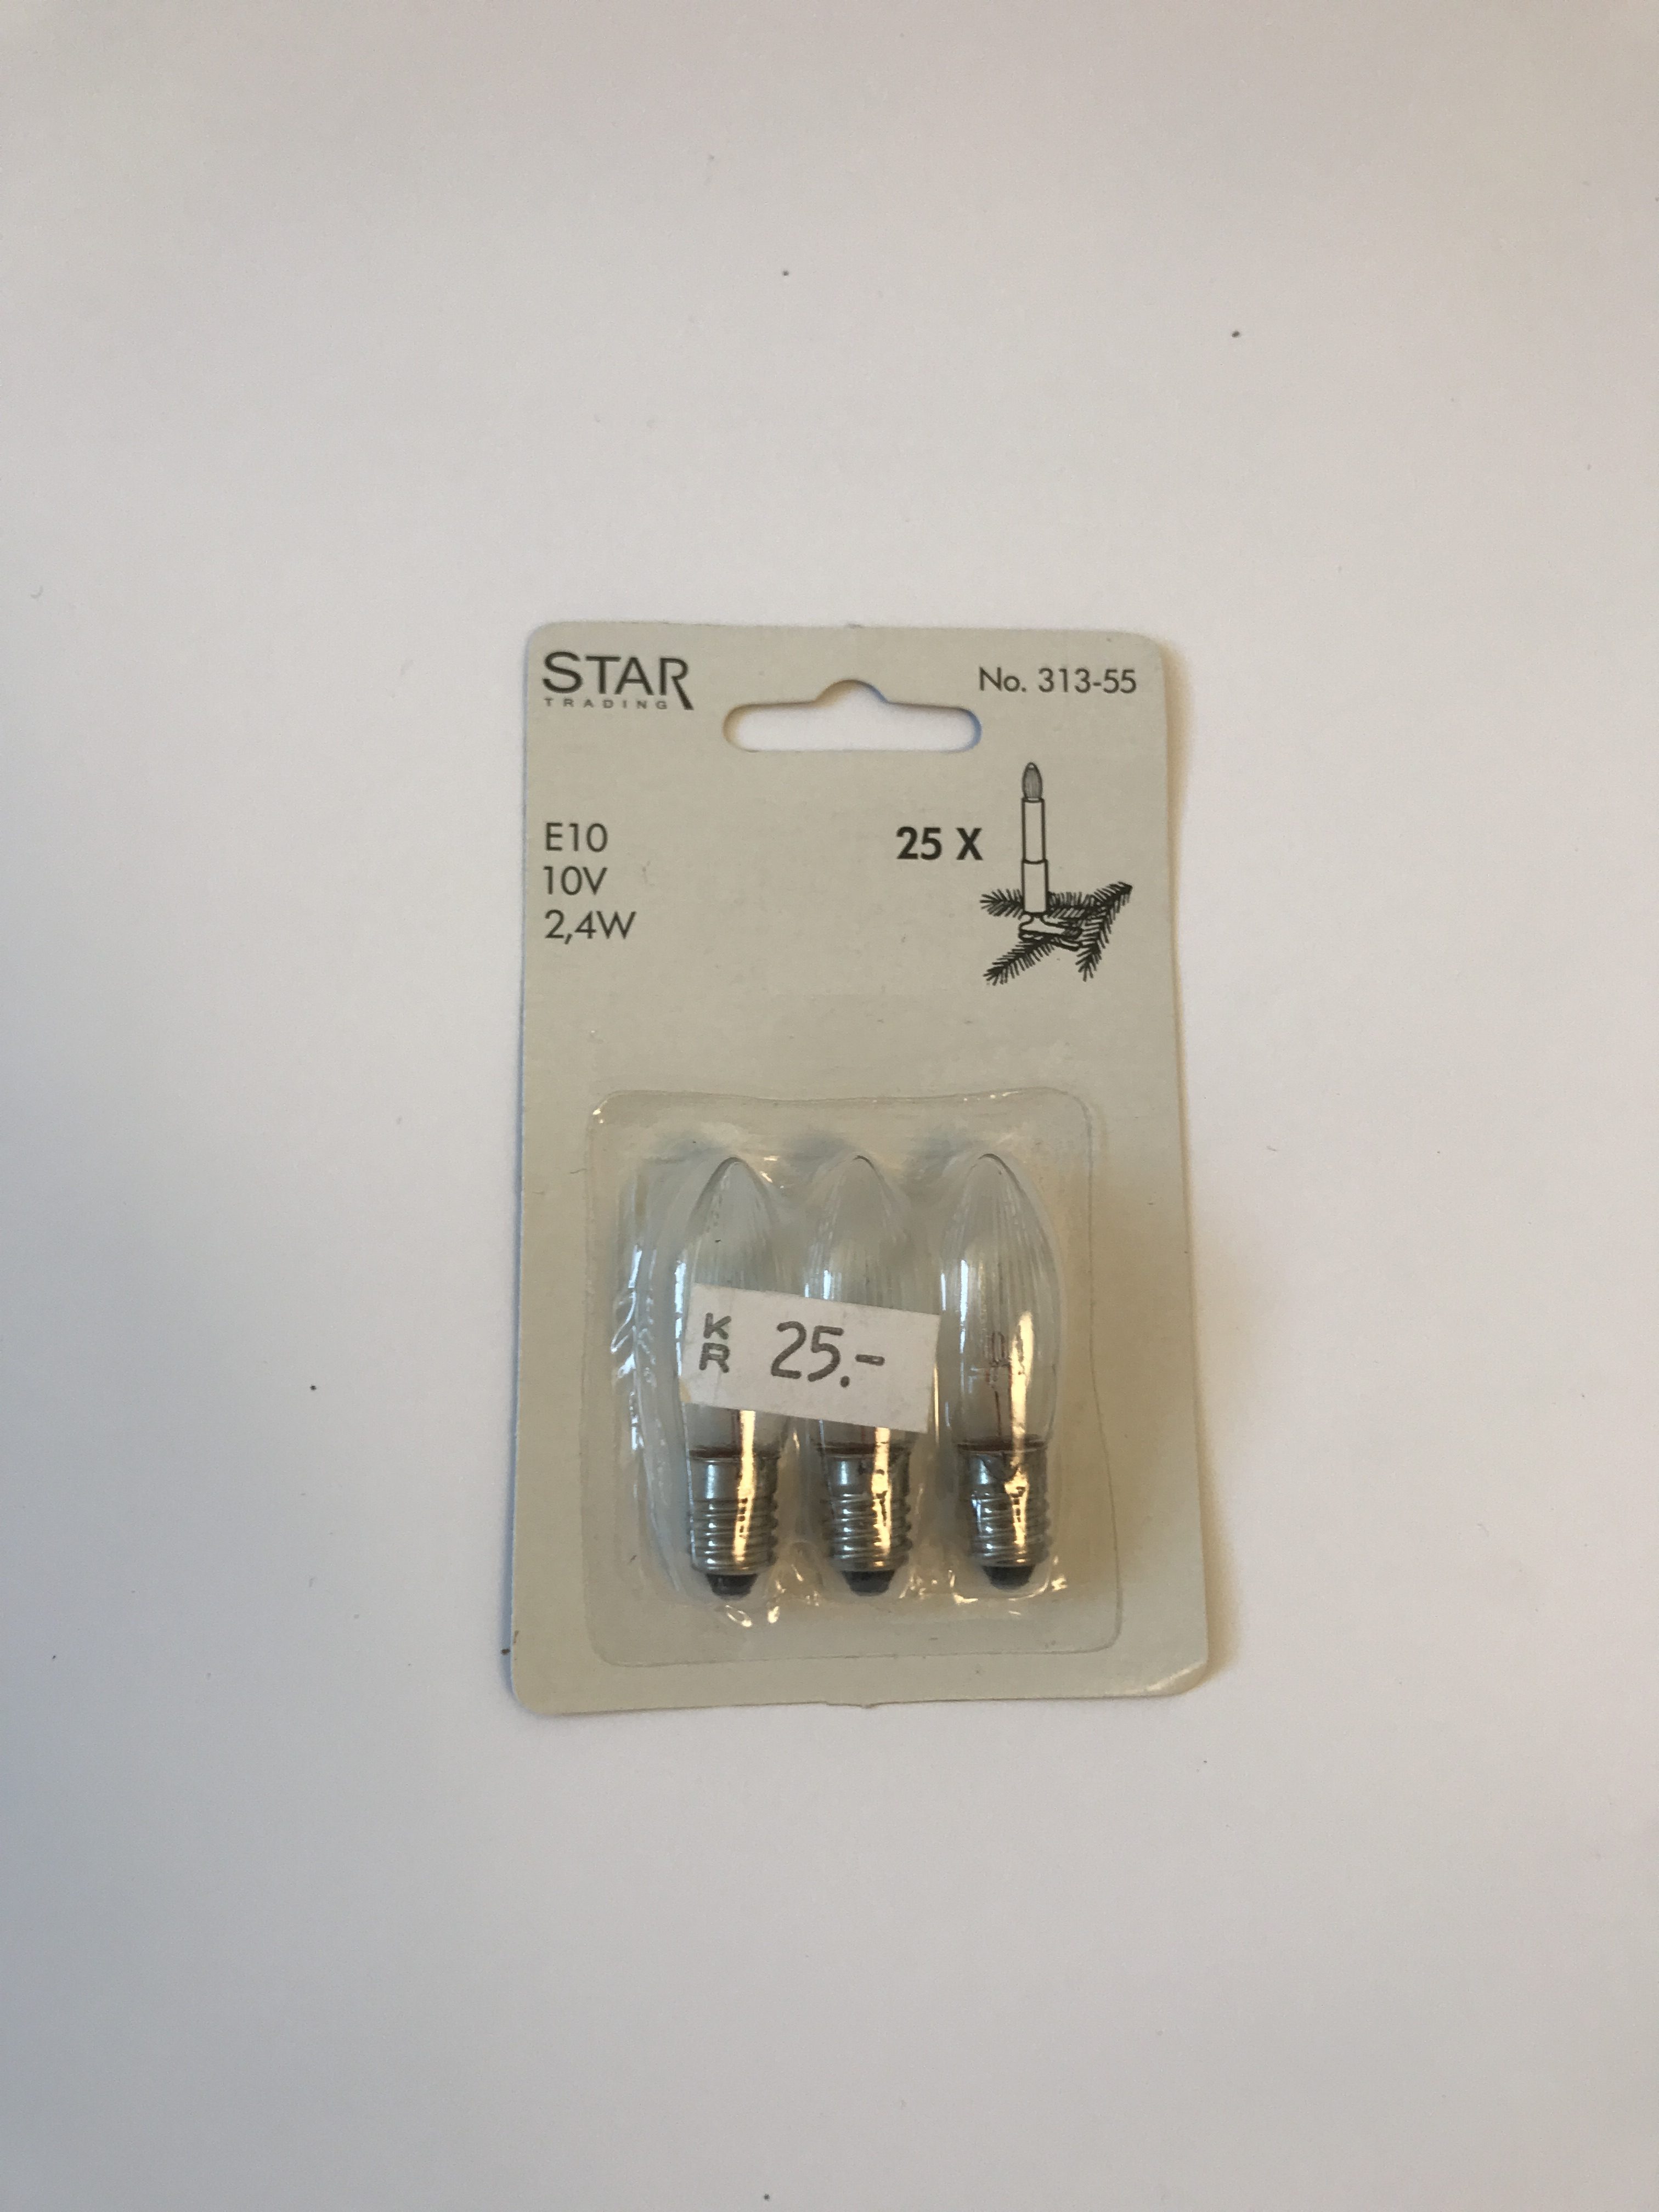 STAR
TRADING
No. 313-55
E10
10V
2,4W
25 X
KR 25.-